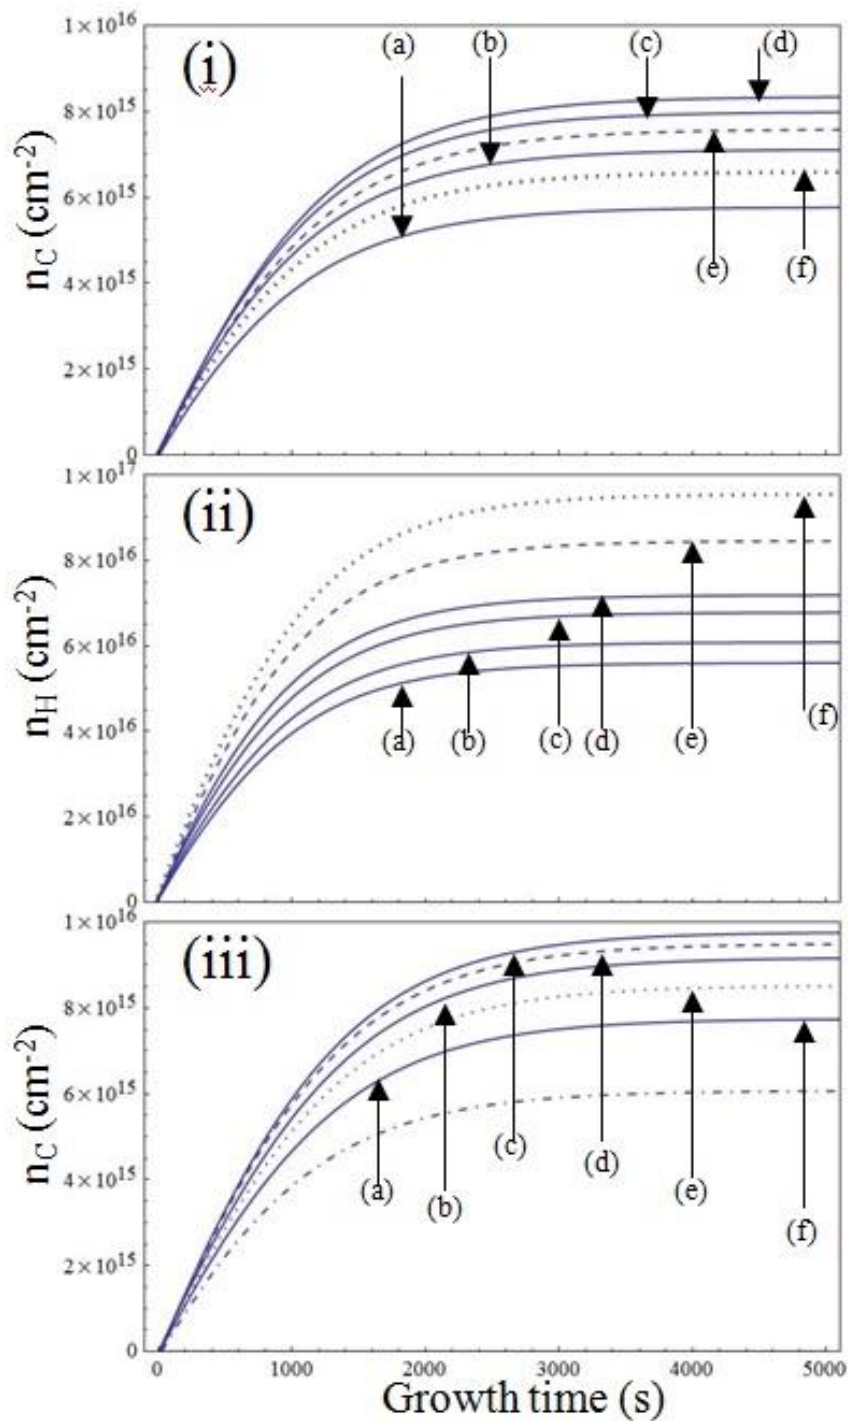 1×10¹⁶
(i)
(a) (b) (c) (d)
8×10¹⁵
6×10¹⁵
n_C (cm⁻²)
4×10¹⁵
(e) (f)
2×10¹⁵
0
1×10¹⁷
(ii)
8×10¹⁶
6×10¹⁶
n_H (cm⁻²)
4×10¹⁶
(a) (b) (c) (d) (e) (f)
2×10¹⁶
0
1×10¹⁶
(iii)
8×10¹⁵
6×10¹⁵
n_C (cm⁻²)
4×10¹⁵
(a) (b) (c) (d) (e) (f)
2×10¹⁵
0
0 1000 2000 3000 4000 5000
Growth time (s)